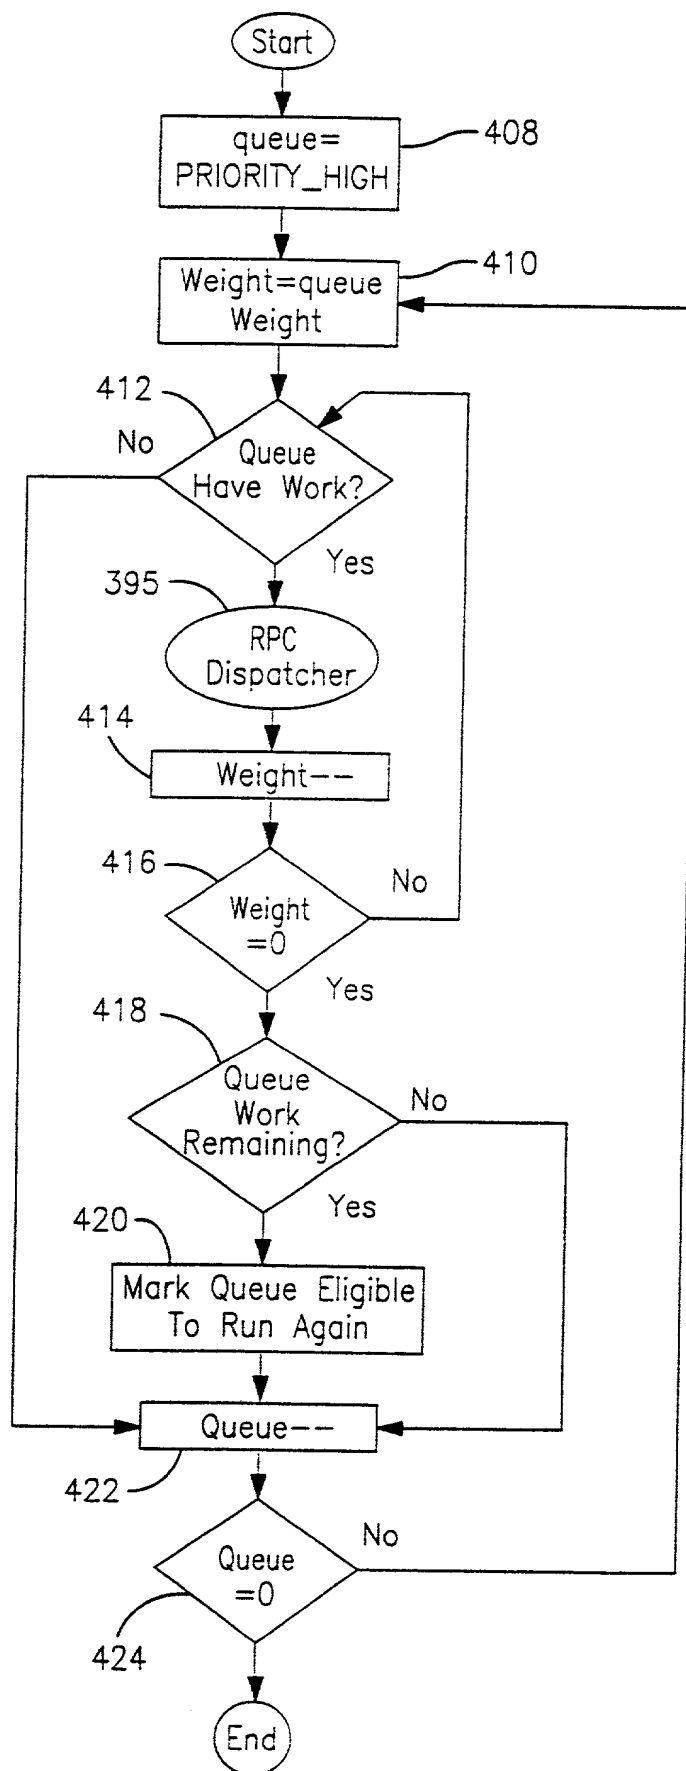 Start
queue=
PRIORITY_HIGH
408
Weight=queue
Weight
410
412
No
Queue
Have Work?
Yes
395
RPC
Dispatcher
414
Weight--
416
No
Weight
=0
Yes
418
Queue
Work
Remaining?
No
Yes
420
Mark Queue Eligible
To Run Again
Queue--
422
No
Queue
=0
424
End